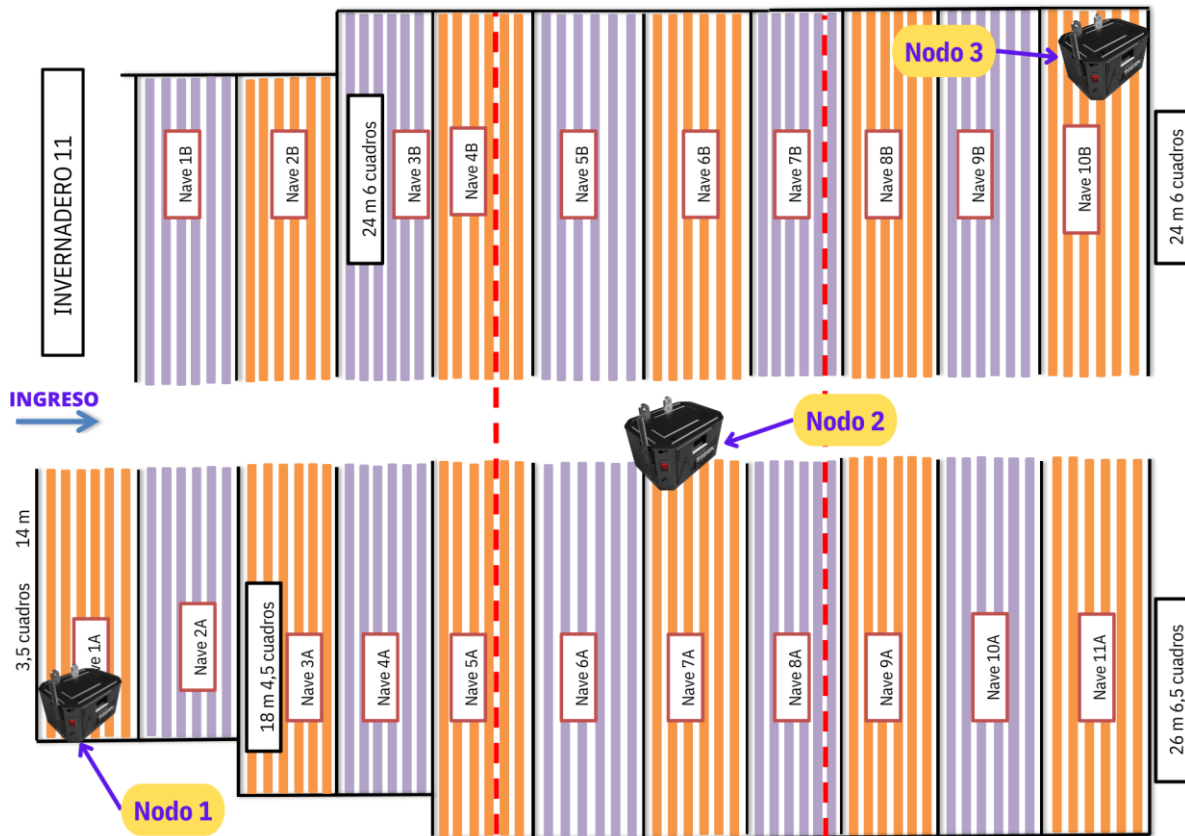 INVERNADERO 11
Nave 1B
Nave 2B
24 m 6 cuadros
Nave 3B
Nave 4B
Nave 5B
Nave 6B
Nave 7B
Nave 8B
Nave 9B
Nave 10B
Nodo 3
24 m 6 cuadros
INGRESO
Nodo 2
3,5 cuadros 14 m
ve 1A
Nave 2A
18 m 4,5 cuadros
Nave 3A
Nave 4A
Nave 5A
Nave 6A
Nave 7A
Nave 8A
Nave 9A
Nave 10A
Nave 11A
26 m 6,5 cuadros
Nodo 1